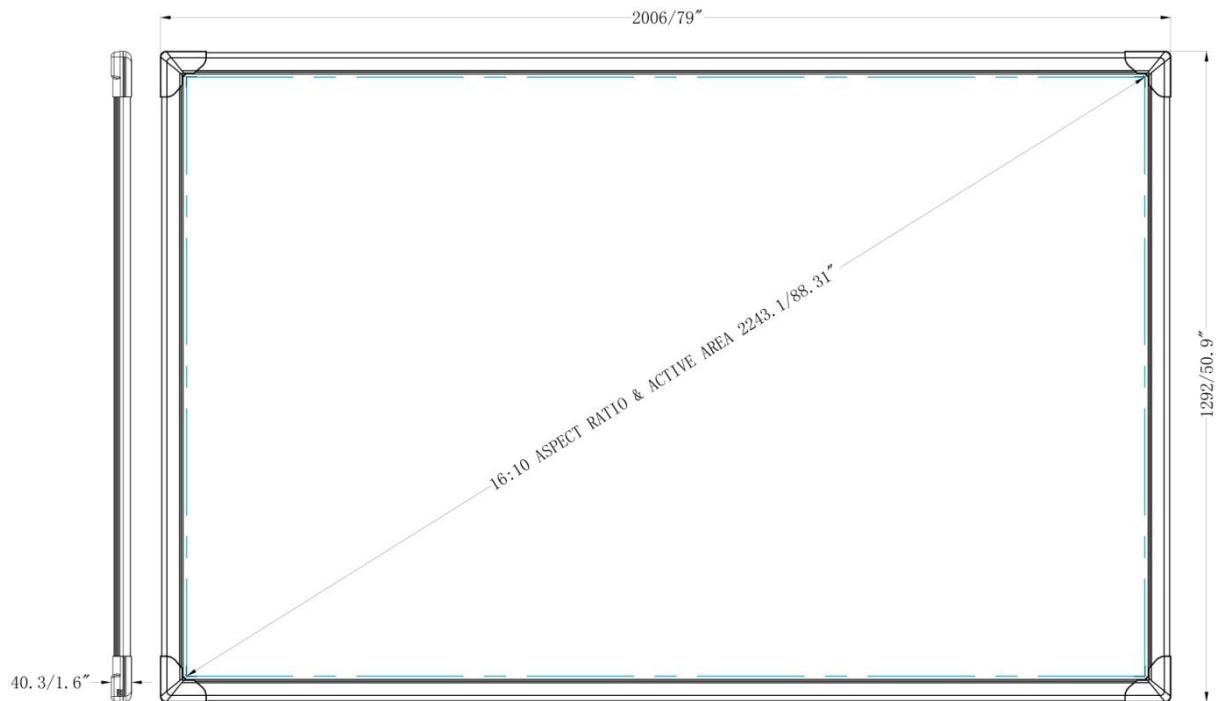 2006/79"
16:10 ASPECT RATIO & ACTIVE AREA 2243.1/88.31"
1292/50.9"
40.3/1.6"